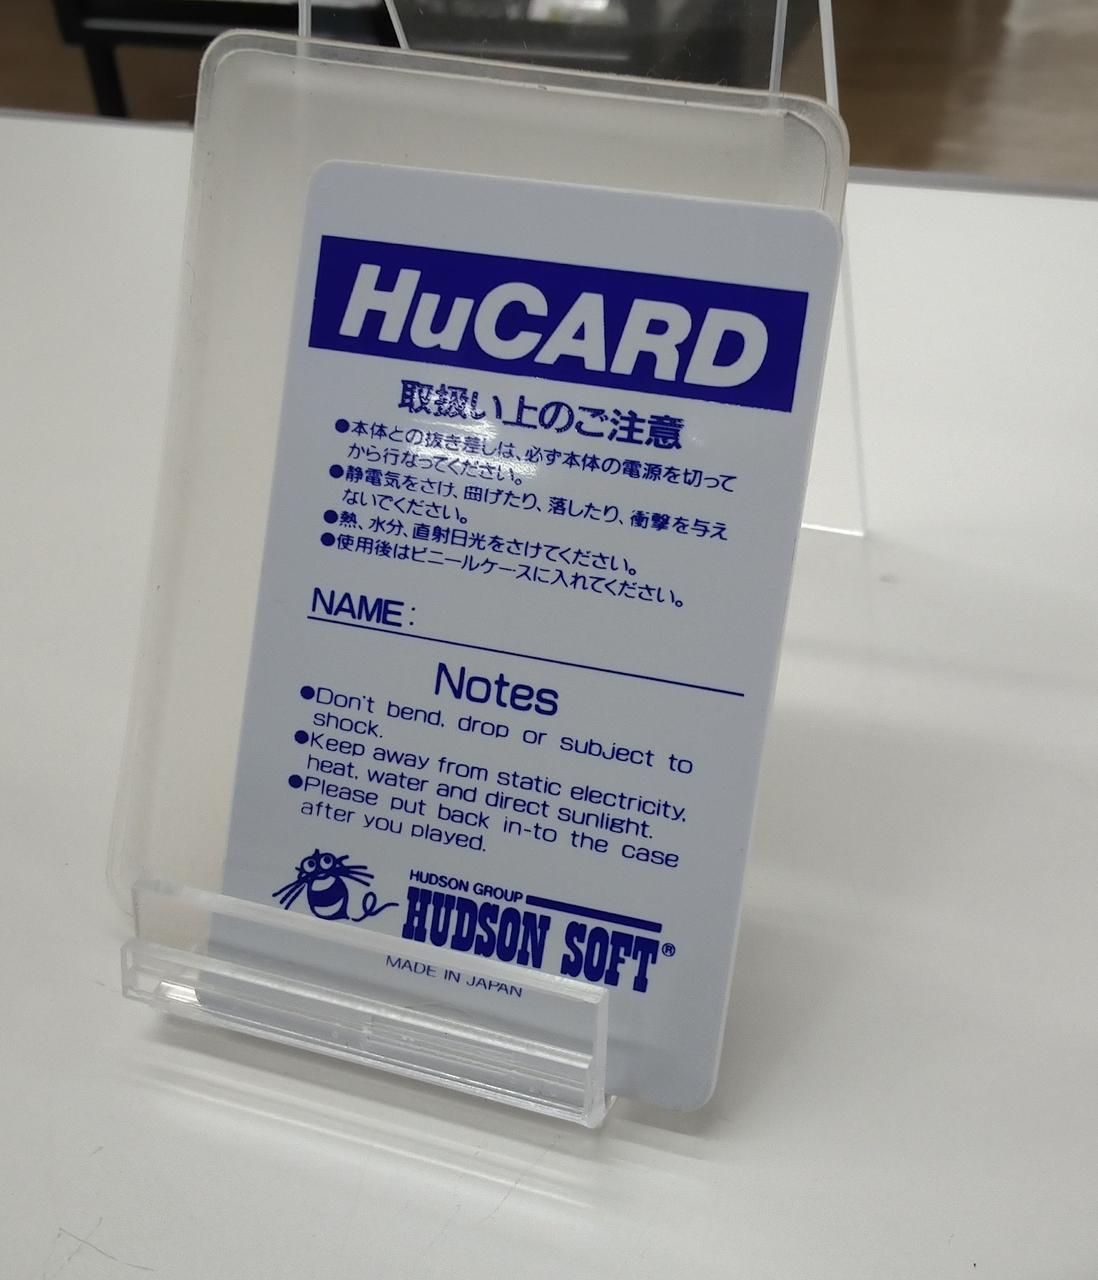 HuCARD
取扱い上のご注意
●本体との抜き差しは、必ず本体の電源を切って
から行なってください。
●静電気をさけ、曲げたり、落したり、衝撃を与え
ないでください。
●熱、水分、直射日光をさけてください。
●使用後はビニールケースに入れてください。
NAME:
Notes
●Don't bend, drop or subject to
shock.
●Keep away from static electricity,
heat, water and direct sunlight.
●Please put back in-to the case
after you played.
HUDSON GROUP
HUDSON SOFT®
MADE IN JAPAN